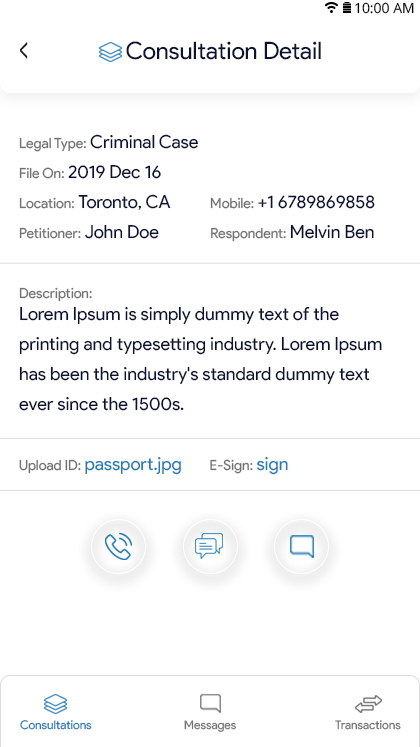 10:00 AM
Consultation Detail
Legal Type: Criminal Case
File On: 2019 Dec 16
Location: Toronto, CA Mobile: +1 6789869858
Petitioner: John Doe Respondent: Melvin Ben
Description:
Lorem Ipsum is simply dummy text of the
printing and typesetting industry. Lorem Ipsum
has been the industry's standard dummy text
ever since the 1500s.
Upload ID: passport.jpg E-Sign: sign
Consultations Messages Transactions